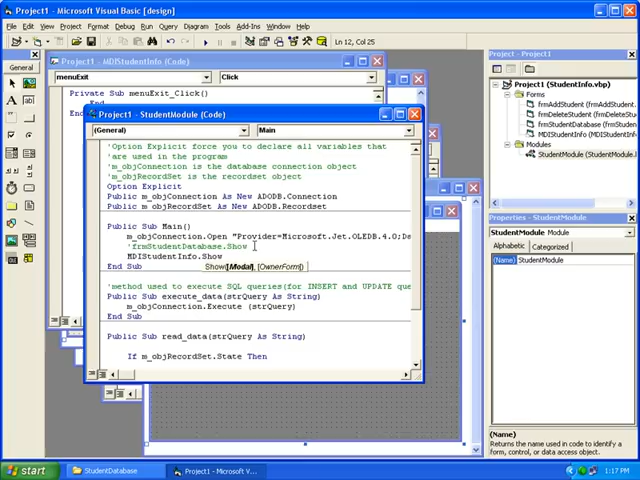 Project1 - Microsoft Visual Basic [design]
File Edit View Project Format Debug Run Query Diagram Tools Add-Ins Window Help
Ln 12, Col 25
General
Project1 - MDIStudentInfo (Code)
menuExit Click
Private Sub menuExit_Click()
End
Project1 - StudentModule (Code)
(General) Main
'Option Explicit force you to declare all variables that
'are used in the program
'm_objConnection is the database connection object
'm_objRecordSet is the recordset object
Option Explicit
Public m_objConnection As New ADODB.Connection
Public m_objRecordSet As New ADODB.Recordset
Public Sub Main()
m_objConnection.Open "Provider=Microsoft.Jet.OLEDB.4.0;Da
'frmStudentDatabase.Show
MDIStudentInfo.Show
Show([Modal], [OwnerForm])
End Sub
'method used to execute SQL queries(for INSERT and UPDATE que
Public Sub execute_data(strQuery As String)
m_objConnection.Execute (strQuery)
End Sub
Public Sub read_data(strQuery As String)
If m_objRecordSet.State Then
Project - Project1
Project1 (StudentInfo.vbp)
Forms
frmAddStudent (frmAddStuden
frmDeleteStudent (frmDeleteS
frmStudentDatabase (frmStude
MDIStudentInfo (MDIStudentIn
Modules
StudentModule (StudentModule.
Properties - StudentModule
StudentModule Module
Alphabetic Categorized
(Name) StudentModule
(Name)
Returns the name used in code to identify a form, control, or data access object.
start StudentDatabase Project1 - Microsoft V... 1:17 PM